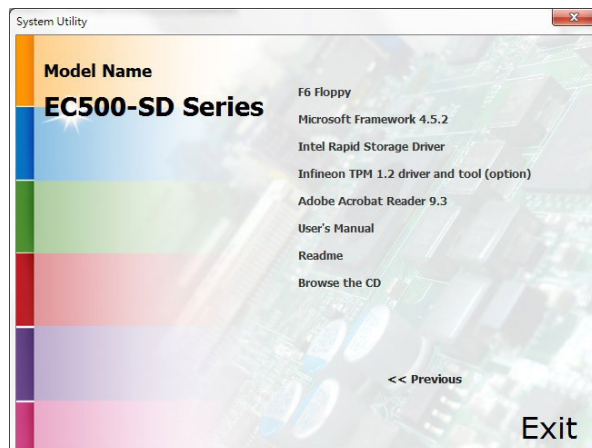 System Utility
Model Name
EC500-SD Series
F6 Floppy
Microsoft Framework 4.5.2
Intel Rapid Storage Driver
Infineon TPM 1.2 driver and tool (option)
Adobe Acrobat Reader 9.3
User's Manual
Readme
Browse the CD
<< Previous
Exit